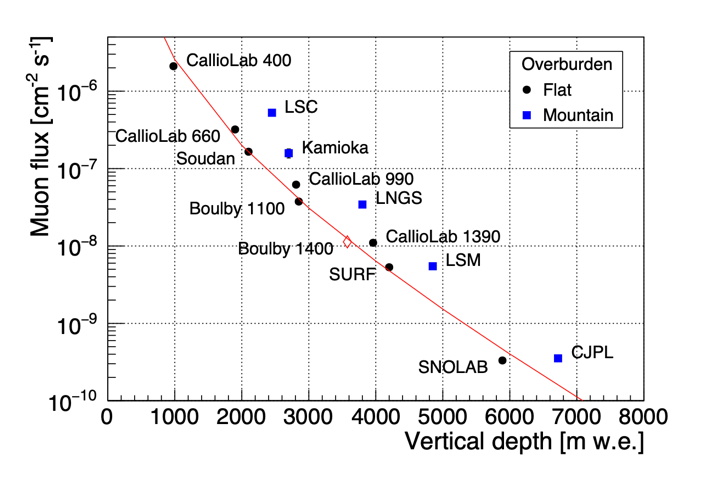 Muon flux [cm-2 s-1]
10−6
10−7
10−8
10−9
10−10
CallioLab 400
LSC
CallioLab 660
Kamioka
Soudan
CallioLab 990
LNGS
Boulby 1100
CallioLab 1390
Boulby 1400
LSM
SURF
CJPL
SNOLAB
Overburden
Flat
Mountain
0 1000 2000 3000 4000 5000 6000 7000 8000
Vertical depth [m w.e.]